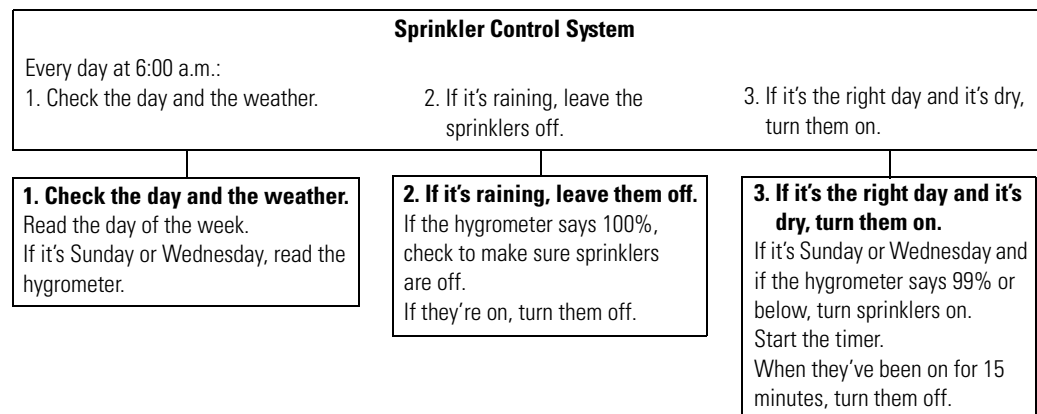 Sprinkler Control System
Every day at 6:00 a.m.:
1. Check the day and the weather.
2. If it’s raining, leave the
sprinklers off.
3. If it’s the right day and it’s dry,
turn them on.
1. Check the day and the weather.
Read the day of the week.
If it’s Sunday or Wednesday, read the
hygrometer.
2. If it’s raining, leave them off.
If the hygrometer says 100%,
check to make sure sprinklers
are off.
If they’re on, turn them off.
3. If it’s the right day and it’s
dry, turn them on.
If it’s Sunday or Wednesday and
if the hygrometer says 99% or
below, turn sprinklers on.
Start the timer.
When they’ve been on for 15
minutes, turn them off.